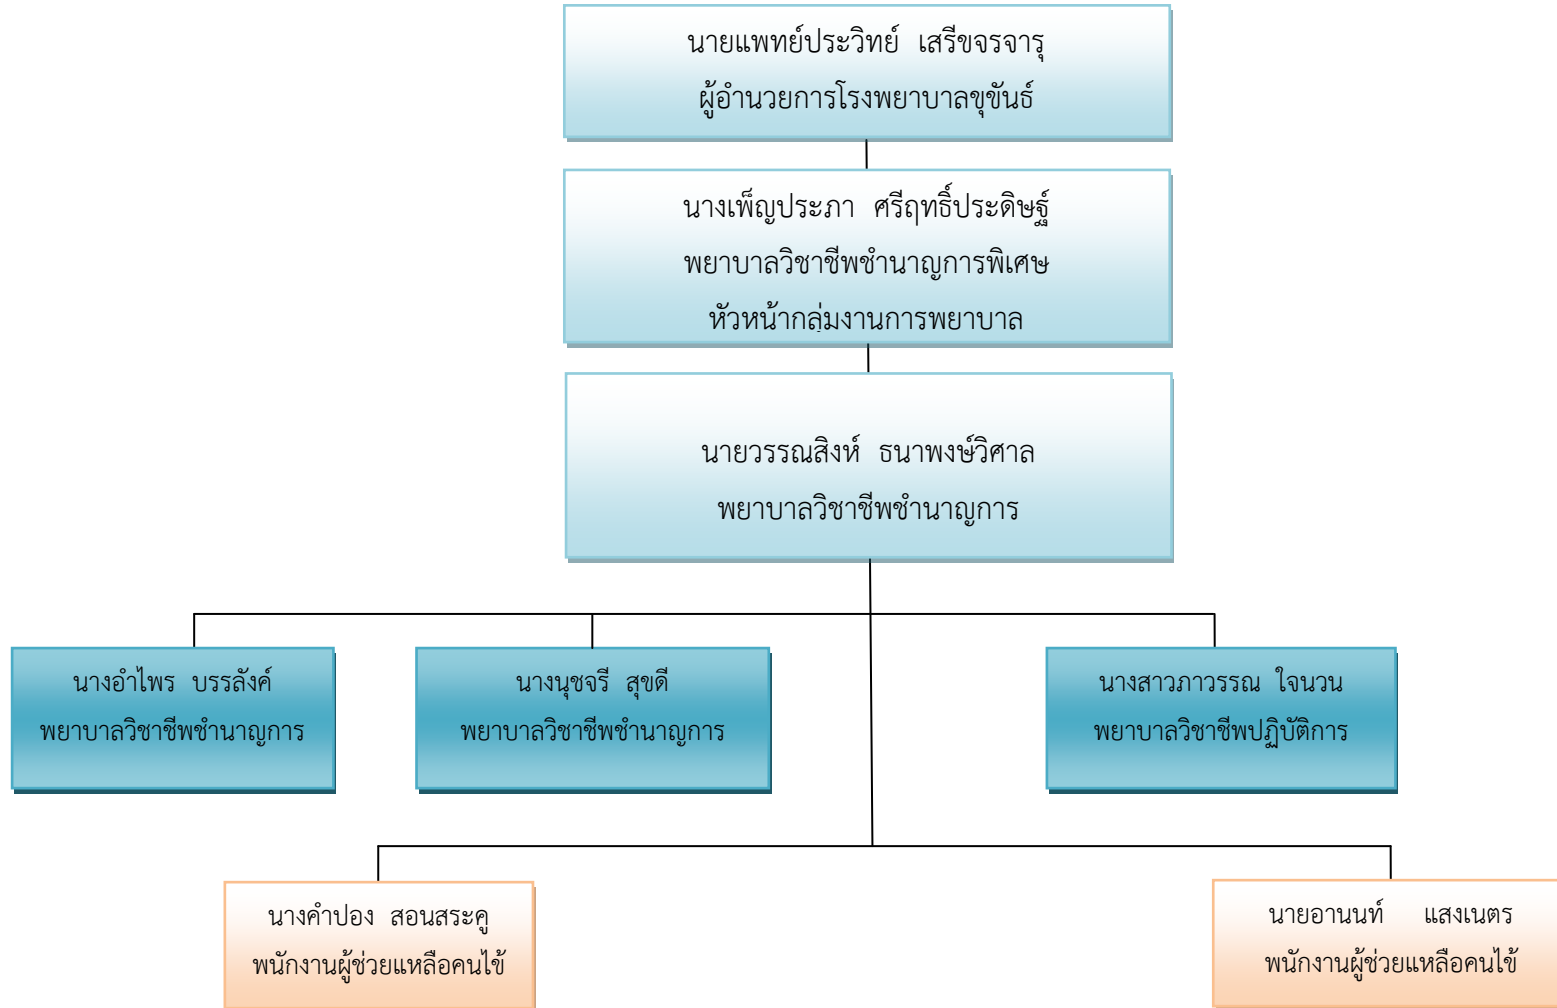 นายแพทย์ประวิทย์ เสรีขจรจารุ
ผู้อำนวยการโรงพยาบาลขุขันธ์
นางเพ็ญประภา ศรีฤทธิ์ประดิษฐ์
พยาบาลวิชาชีพชำนาญการพิเศษ
หัวหน้ากลุ่มงานการพยาบาล
นายวรรณสิงห์ ธนาพงษ์วิศาล
พยาบาลวิชาชีพชำนาญการ
นางอำไพร บรรลังค์
พยาบาลวิชาชีพชำนาญการ
นางนุชจรี สุขดี
พยาบาลวิชาชีพชำนาญการ
นางสาวภาวรรณ ใจนวน
พยาบาลวิชาชีพปฏิบัติการ
นางคำปอง สอนสระคู
พนักงานผู้ช่วยแหลือคนไข้
นายอานนท์ แสงเนตร
พนักงานผู้ช่วยแหลือคนไข้